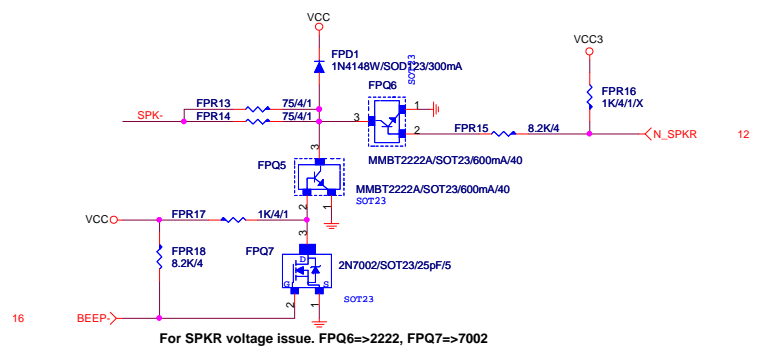 VCC
VCC3
FPD1
1N4148W/SOD123/300mA
SOT23
FPQ6
FPR16
1K/4/1/X
FPR13
75/4/1
1
SPK-
FPR14
75/4/1
3
2
FPR15
8.2K/4
N_SPKR
12
3
MMBT2222A/SOT23/600mA/40
FPQ5
MMBT2222A/SOT23/600mA/40
SOT23
2
1
FPR17
1K/4/1
VCC
3
FPR18
8.2K/4
FPQ7
D
2N7002/SOT23/25pF/5
G
S
SOT23
2
1
16
BEEP-
For SPKR voltage issue. FPQ6=>2222, FPQ7=>7002